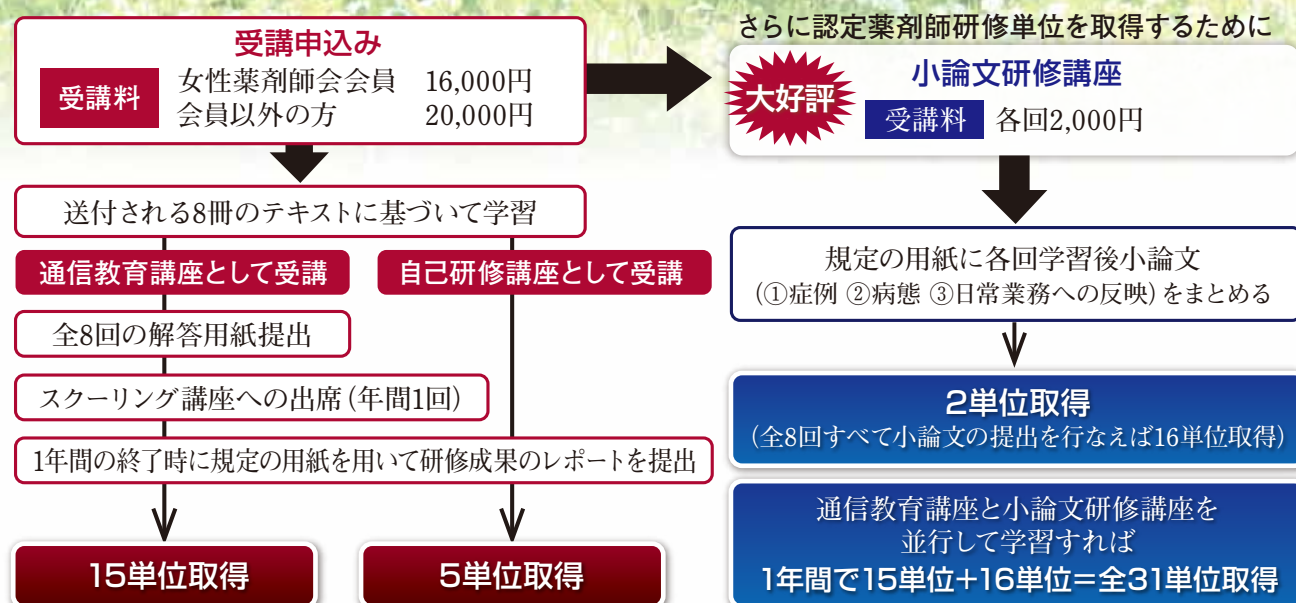 受講申込み
受講料
女性薬剤師会会員 16,000円
会員以外の方 20,000円
送付される8冊のテキストに基づいて学習
通信教育講座として受講
自己研修講座として受講
全8回の解答用紙提出
スクーリング講座への出席(年間1回)
1年間の終了時に規定の用紙を用いて研修成果のレポートを提出
15単位取得
5単位取得
さらに認定薬剤師研修単位を取得するために
大好評
小論文研修講座
受講料 各回2,000円
規定の用紙に各回学習後小論文
(①症例 ②病態 ③日常業務への反映)をまとめる
2単位取得
(全8回すべて小論文の提出を行なえば16単位取得)
通信教育講座と小論文研修講座を
並行して学習すれば
1年間で15単位+16単位=全31単位取得